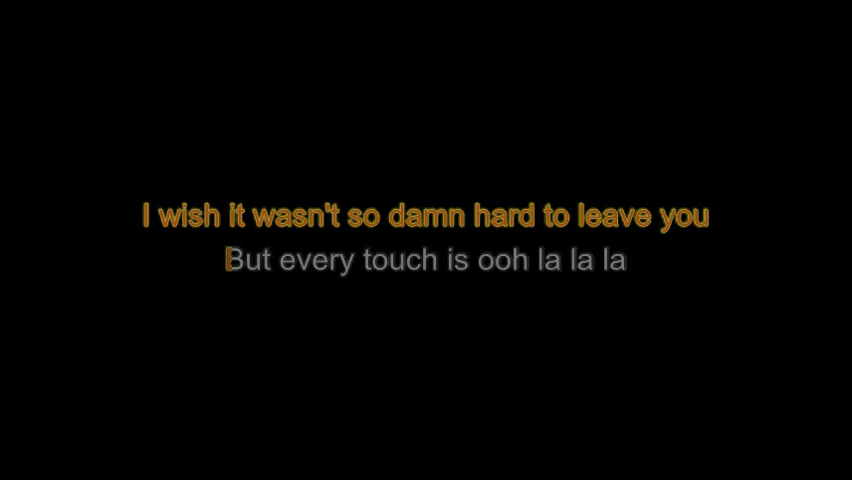 I wish it wasn't so damn hard to leave you
But every touch is ooh la la la